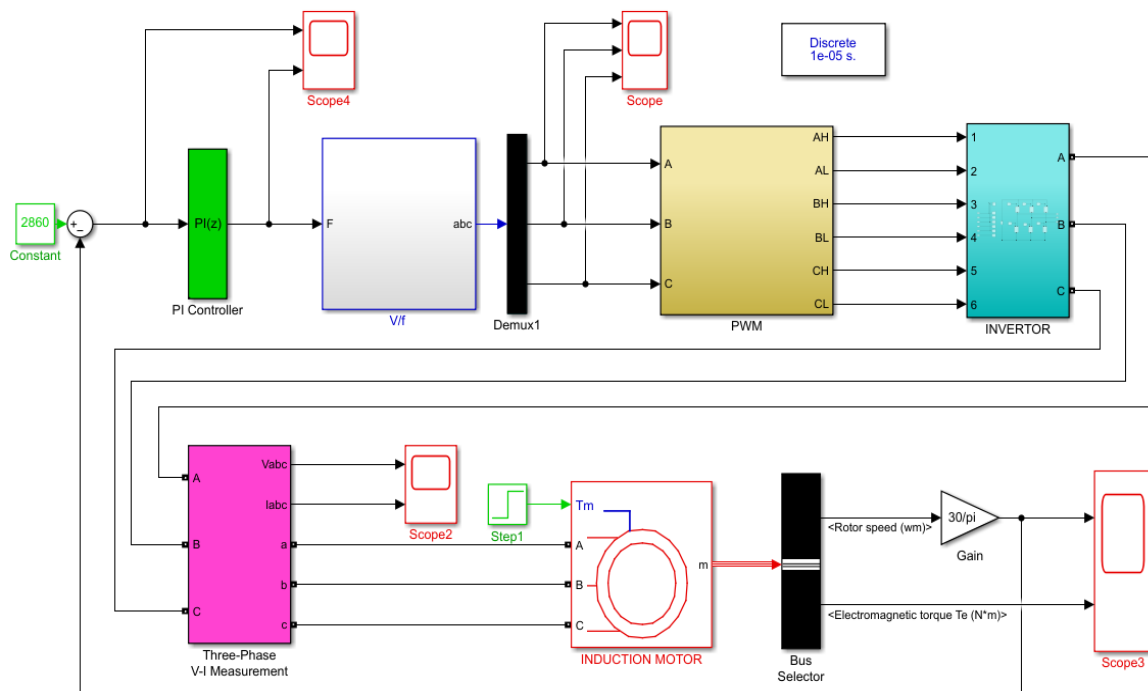 Discrete
1e-05 s.
Scope4
Scope
2860
+
−
Constant
PI(z)
PI Controller
F
abc
V/f
Demux1
A
B
C
AH
AL
BH
BL
CH
CL
PWM
1
2
3
4
5
6
A
B
C
INVERTOR
A
B
C
Vabc
Iabc
a
b
c
Three-Phase
V-I Measurement
Scope2
Step1
Tm
A
B
C
m
INDUCTION MOTOR
<Rotor speed (wm)>
<Electromagnetic torque Te (N*m)>
Bus
Selector
30/pi
Gain
Scope3